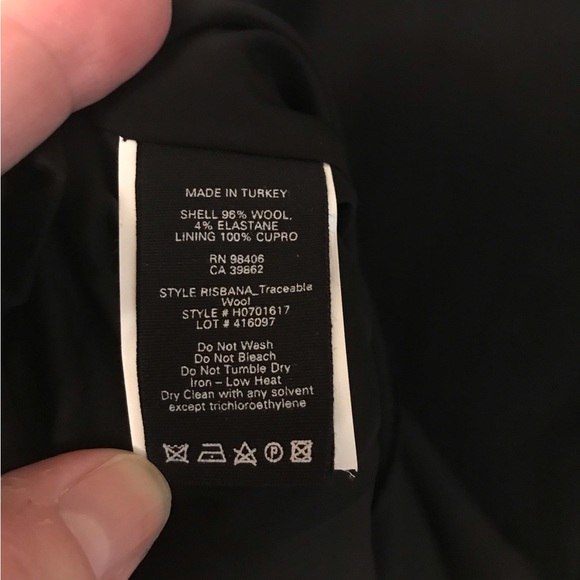 MADE IN TURKEY
SHELL 96% WOOL,
4% ELASTANE
LINING 100% CUPRO
RN 98406
CA 39862
STYLE RISBANA_Traceable
Wool
STYLE # H0701617
LOT # 416097
Do Not Wash
Do Not Bleach
Do Not Tumble Dry
Iron - Low Heat
Dry Clean with any solvent
except trichloroethylene
P